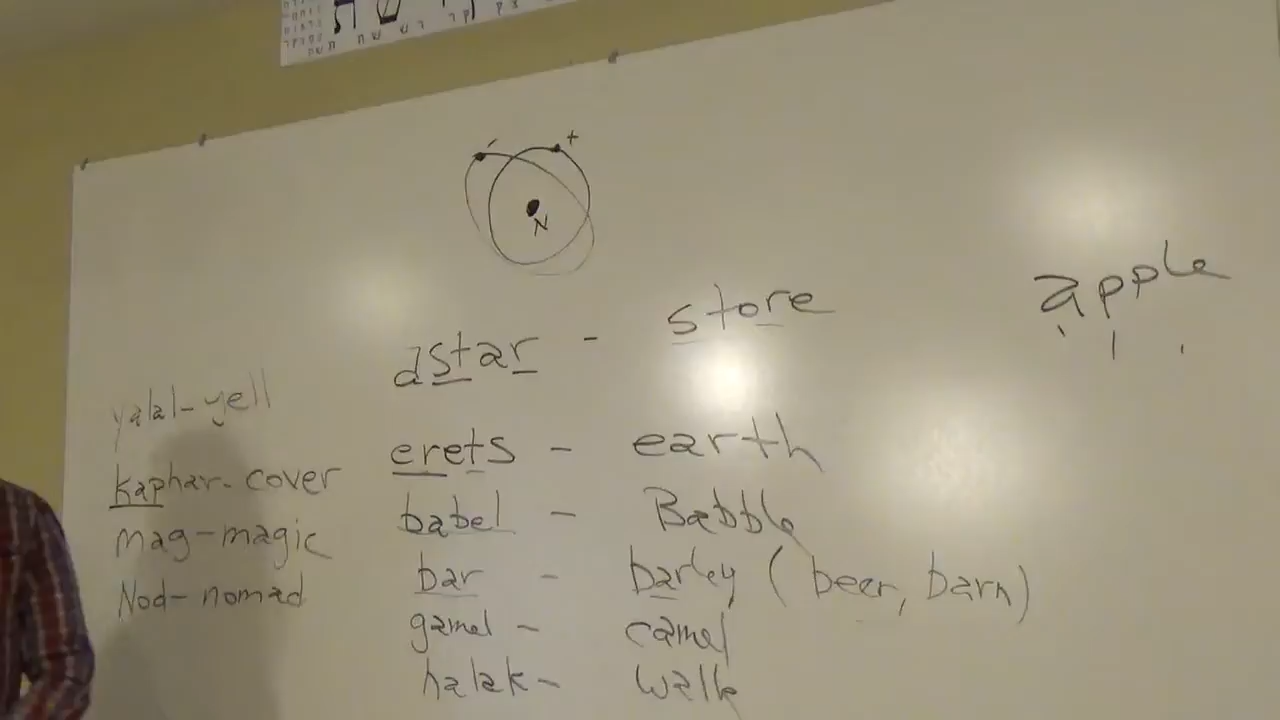 - +
N
apple
astar - store
yalal - yell
erets - earth
kaphar - cover
babel - Babble
mag - magic
bar - barley (beer, barn)
Nod - nomad
gamel - camel
halak - walk